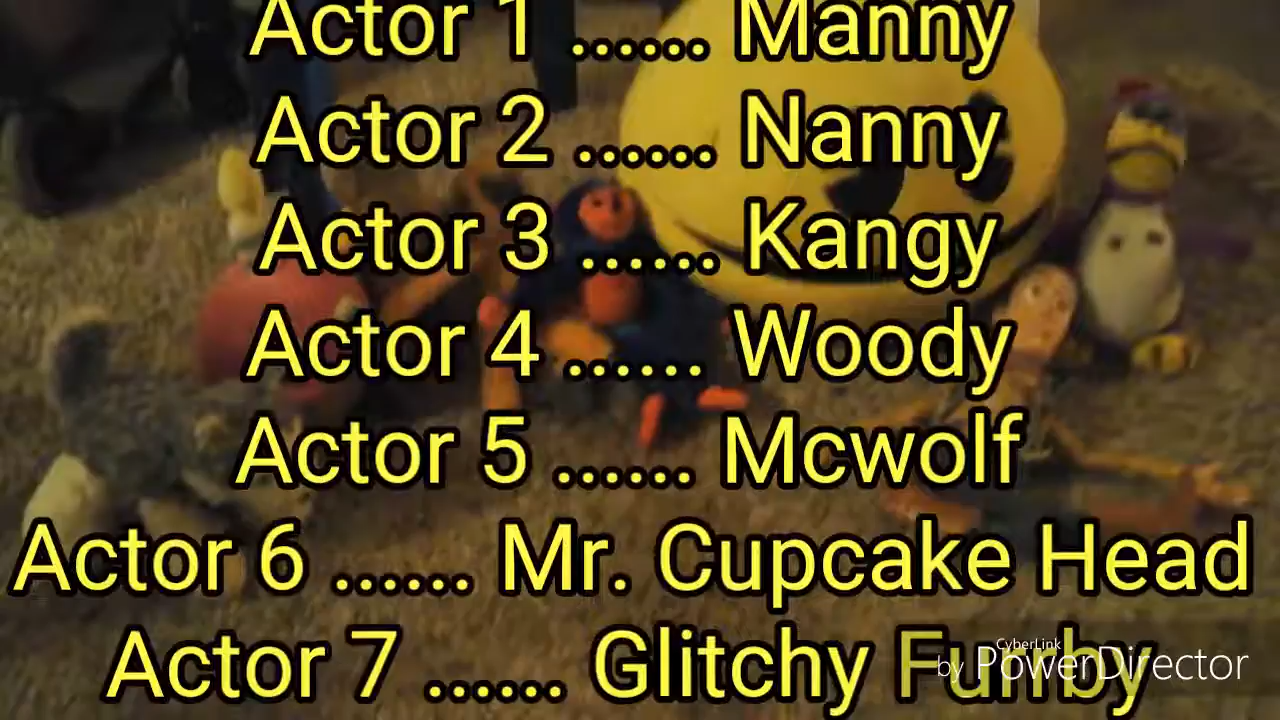 Actor 1 ...... Manny
Actor 2 ...... Nanny
Actor 3 ...... Kangy
Actor 4 ...... Woody
Actor 5 ...... Mcwolf
Actor 6 ...... Mr. Cupcake Head
Actor 7 ...... Glitchy Furrby
CyberLink
by PowerDirector